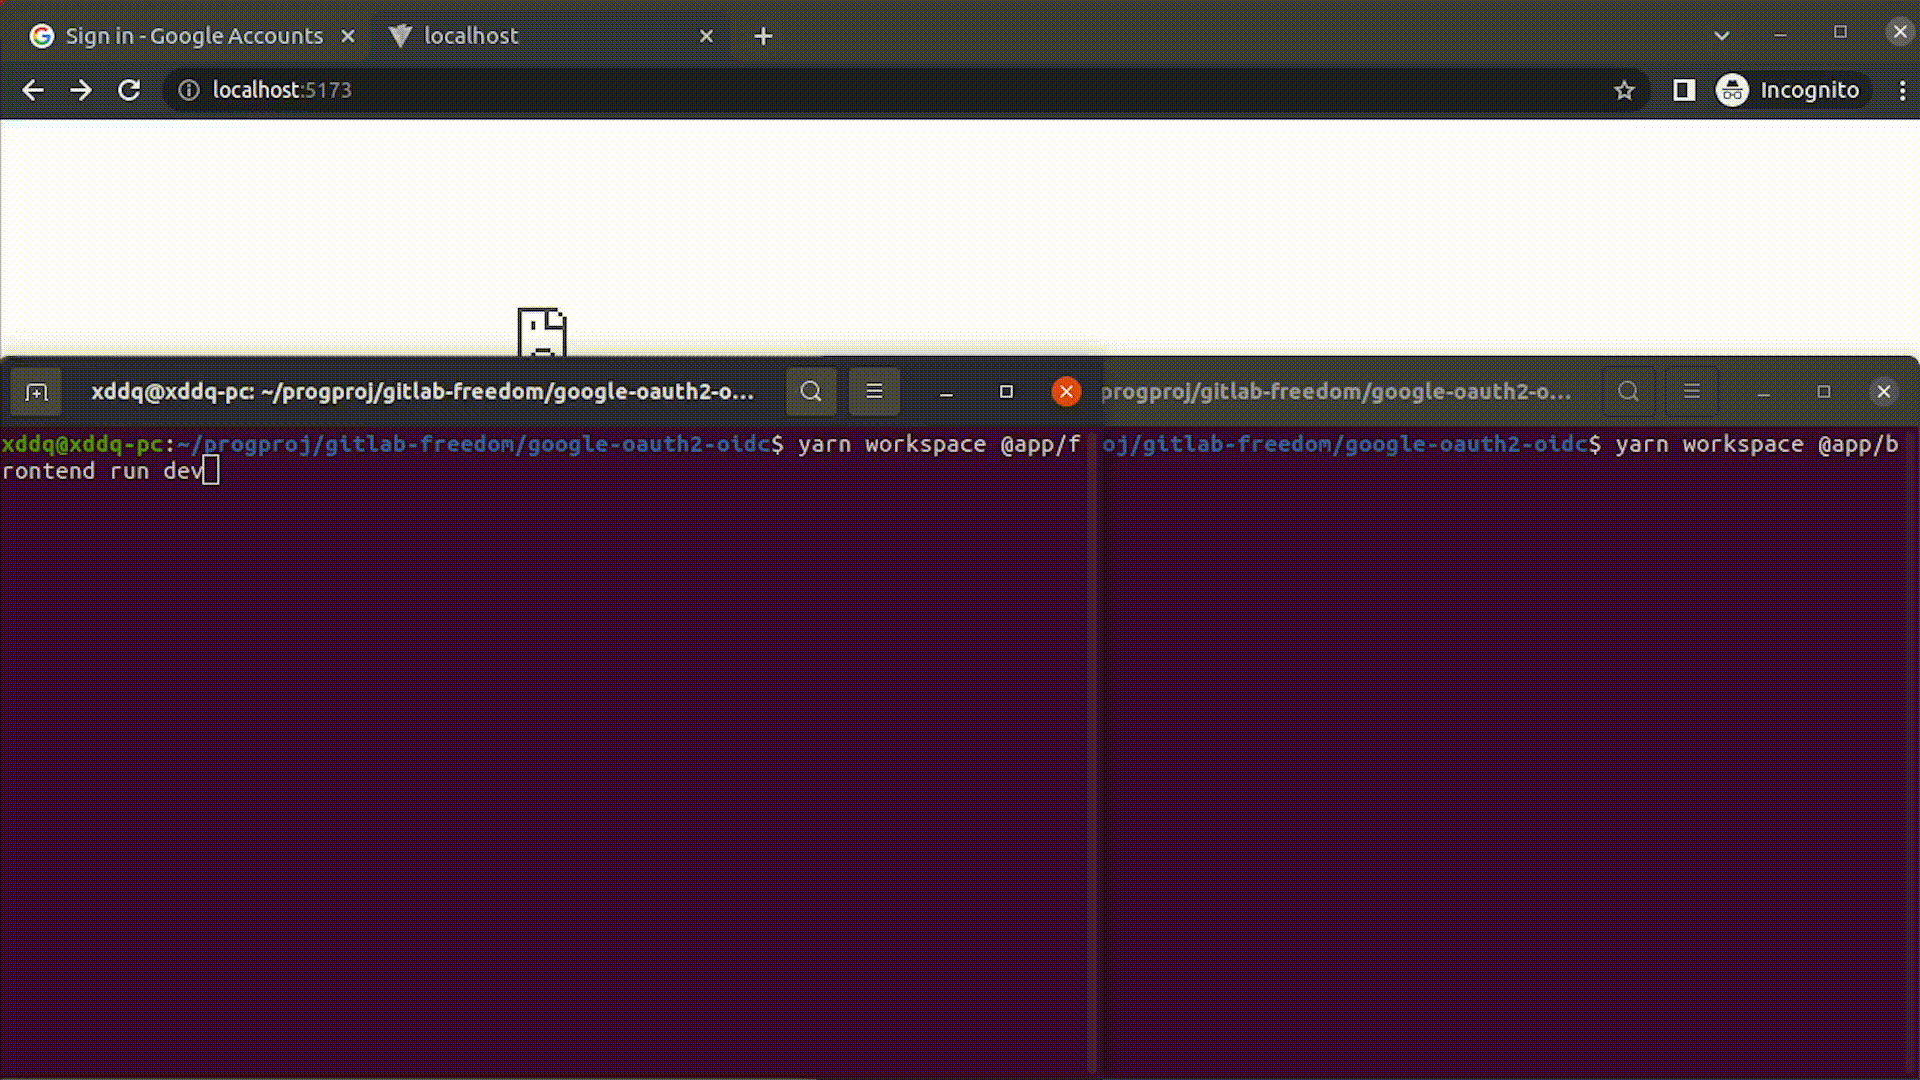 Sign in - Google Accounts
localhost
localhost:5173
Incognito
xddq@xddq-pc: ~/progproj/gitlab-freedom/google-oauth2-o...
progproj/gitlab-freedom/google-oauth2-o...
xddq@xddq-pc:~/progproj/gitlab-freedom/google-oauth2-oidc$ yarn workspace @app/f
rontend run dev
oj/gitlab-freedom/google-oauth2-oidc$ yarn workspace @app/b